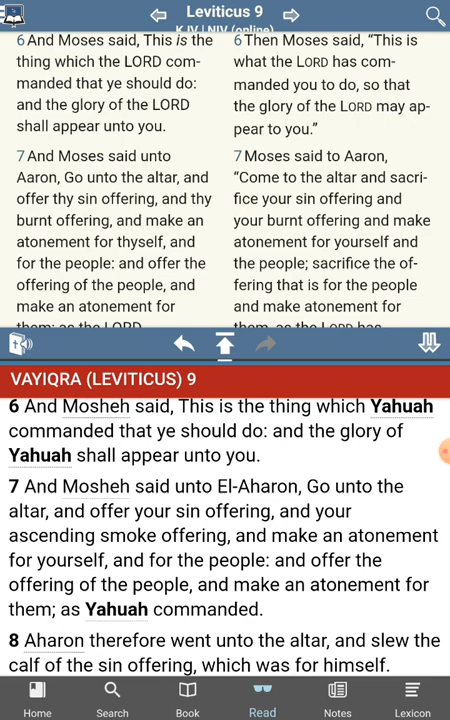 Leviticus 9
KJV | NIV (online)
6 And Moses said, This is the
thing which the LORD com-
manded that ye should do:
and the glory of the LORD
shall appear unto you.
7 And Moses said unto
Aaron, Go unto the altar, and
offer thy sin offering, and thy
burnt offering, and make an
atonement for thyself, and
for the people: and offer the
offering of the people, and
make an atonement for
them; as the LORD
6 Then Moses said, “This is
what the LORD has com-
manded you to do, so that
the glory of the LORD may ap-
pear to you.”
7 Moses said to Aaron,
“Come to the altar and sacri-
fice your sin offering and
your burnt offering and make
atonement for yourself and
the people; sacrifice the of-
fering that is for the people
and make atonement for
them, as the LORD has
VAYIQRA (LEVITICUS) 9
6 And Mosheh said, This is the thing which Yahuah
commanded that ye should do: and the glory of
Yahuah shall appear unto you.
7 And Mosheh said unto El-Aharon, Go unto the
altar, and offer your sin offering, and your
ascending smoke offering, and make an atonement
for yourself, and for the people: and offer the
offering of the people, and make an atonement for
them; as Yahuah commanded.
8 Aharon therefore went unto the altar, and slew the
calf of the sin offering, which was for himself.
Home Search Book Read Notes Lexicon